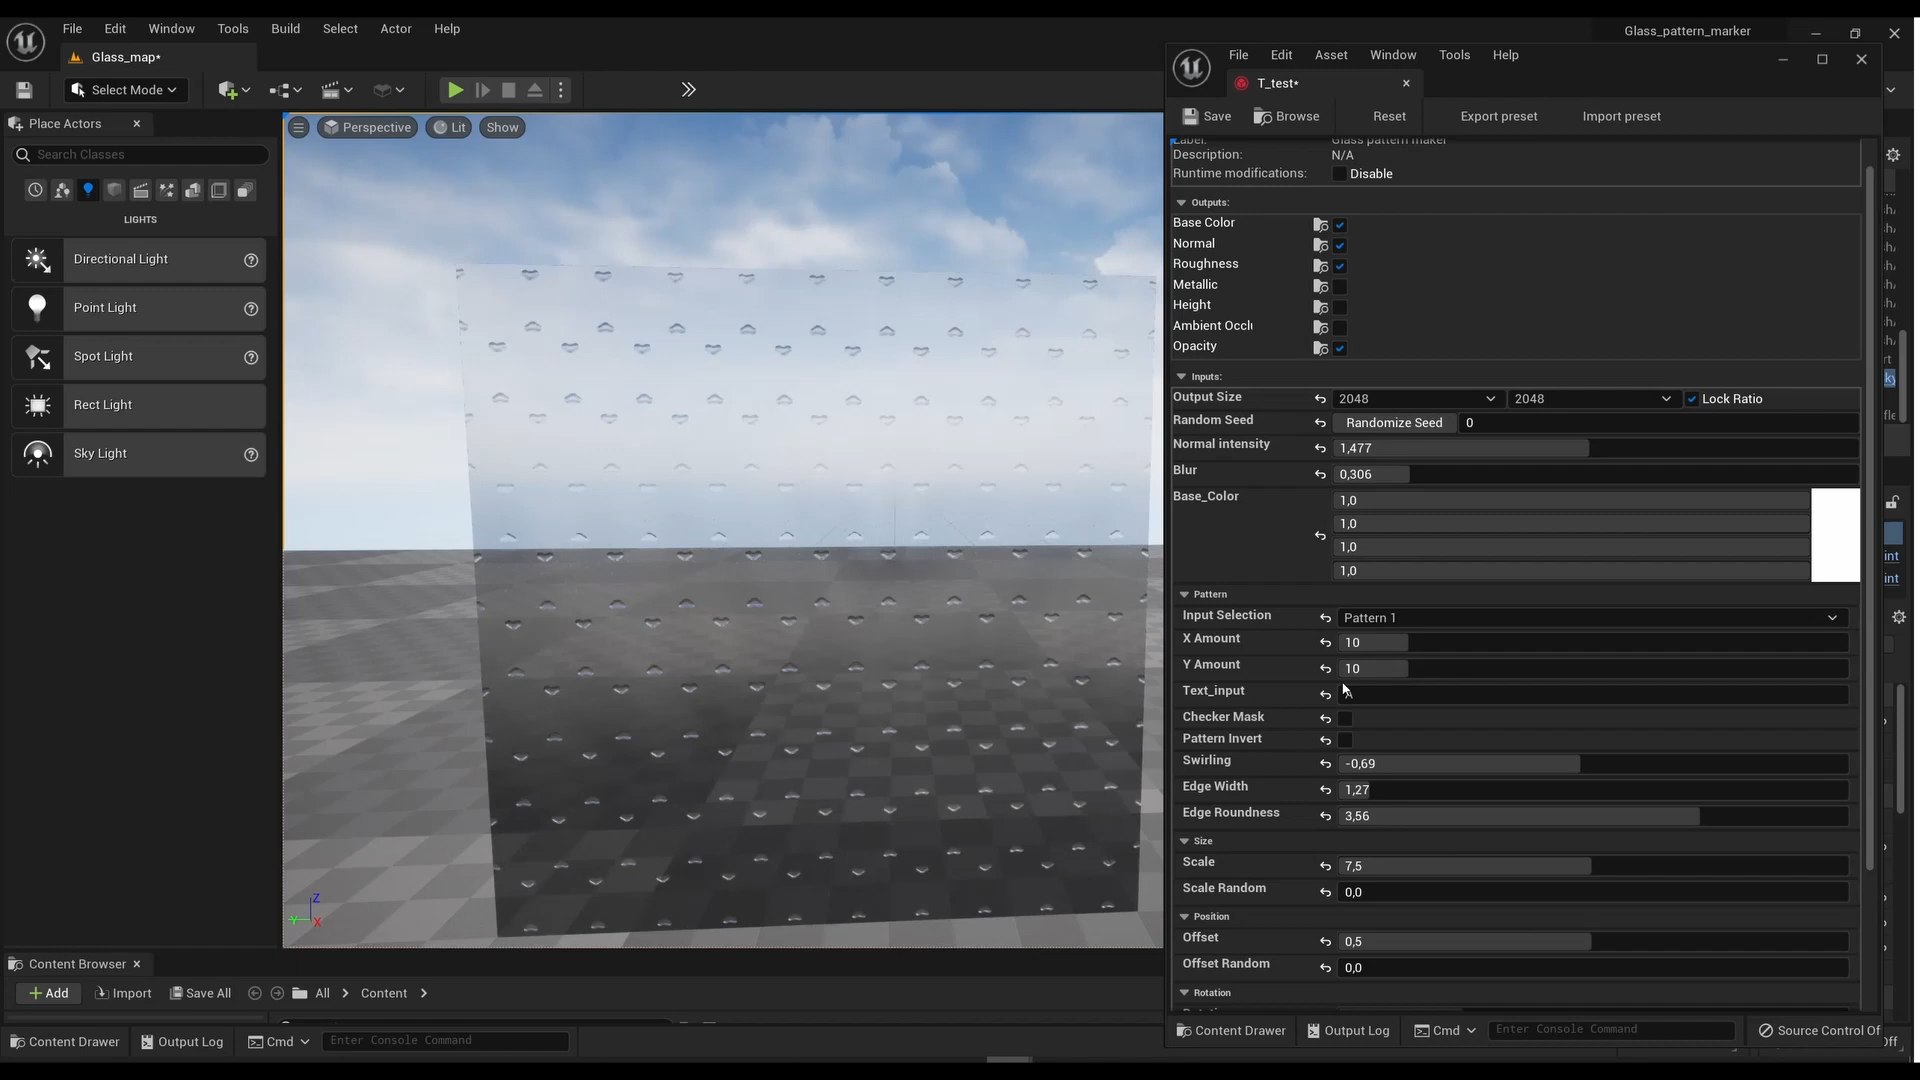 File Edit Window Tools Build Select Actor Help
Glass_pattern_marker
Glass_map*
Select Mode
Place Actors
Search Classes
LIGHTS
Directional Light
Point Light
Spot Light
Rect Light
Sky Light
Perspective Lit Show
File Edit Asset Window Tools Help
T_test*
Save Browse Reset Export preset Import preset
Label: Glass pattern maker
Description: N/A
Runtime modifications: Disable
Outputs:
Base Color
Normal
Roughness
Metallic
Height
Ambient Occlu
Opacity
Inputs:
Output Size 2048 2048 Lock Ratio
Random Seed Randomize Seed 0
Normal intensity 1,477
Blur 0,306
Base_Color 1,0
1,0
1,0
1,0
Pattern
Input Selection Pattern 1
X Amount 10
Y Amount 10
Text_input
Checker Mask
Pattern Invert
Swirling -0,69
Edge Width 1,27
Edge Roundness 3,56
Size
Scale 7,5
Scale Random 0,0
Position
Offset 0,5
Offset Random 0,0
Rotation
Content Drawer Output Log Cmd Enter Console Command Source Control Of
Z
Y
X
Content Browser
Add Import Save All All Content
Content Drawer Output Log Cmd Enter Console Command